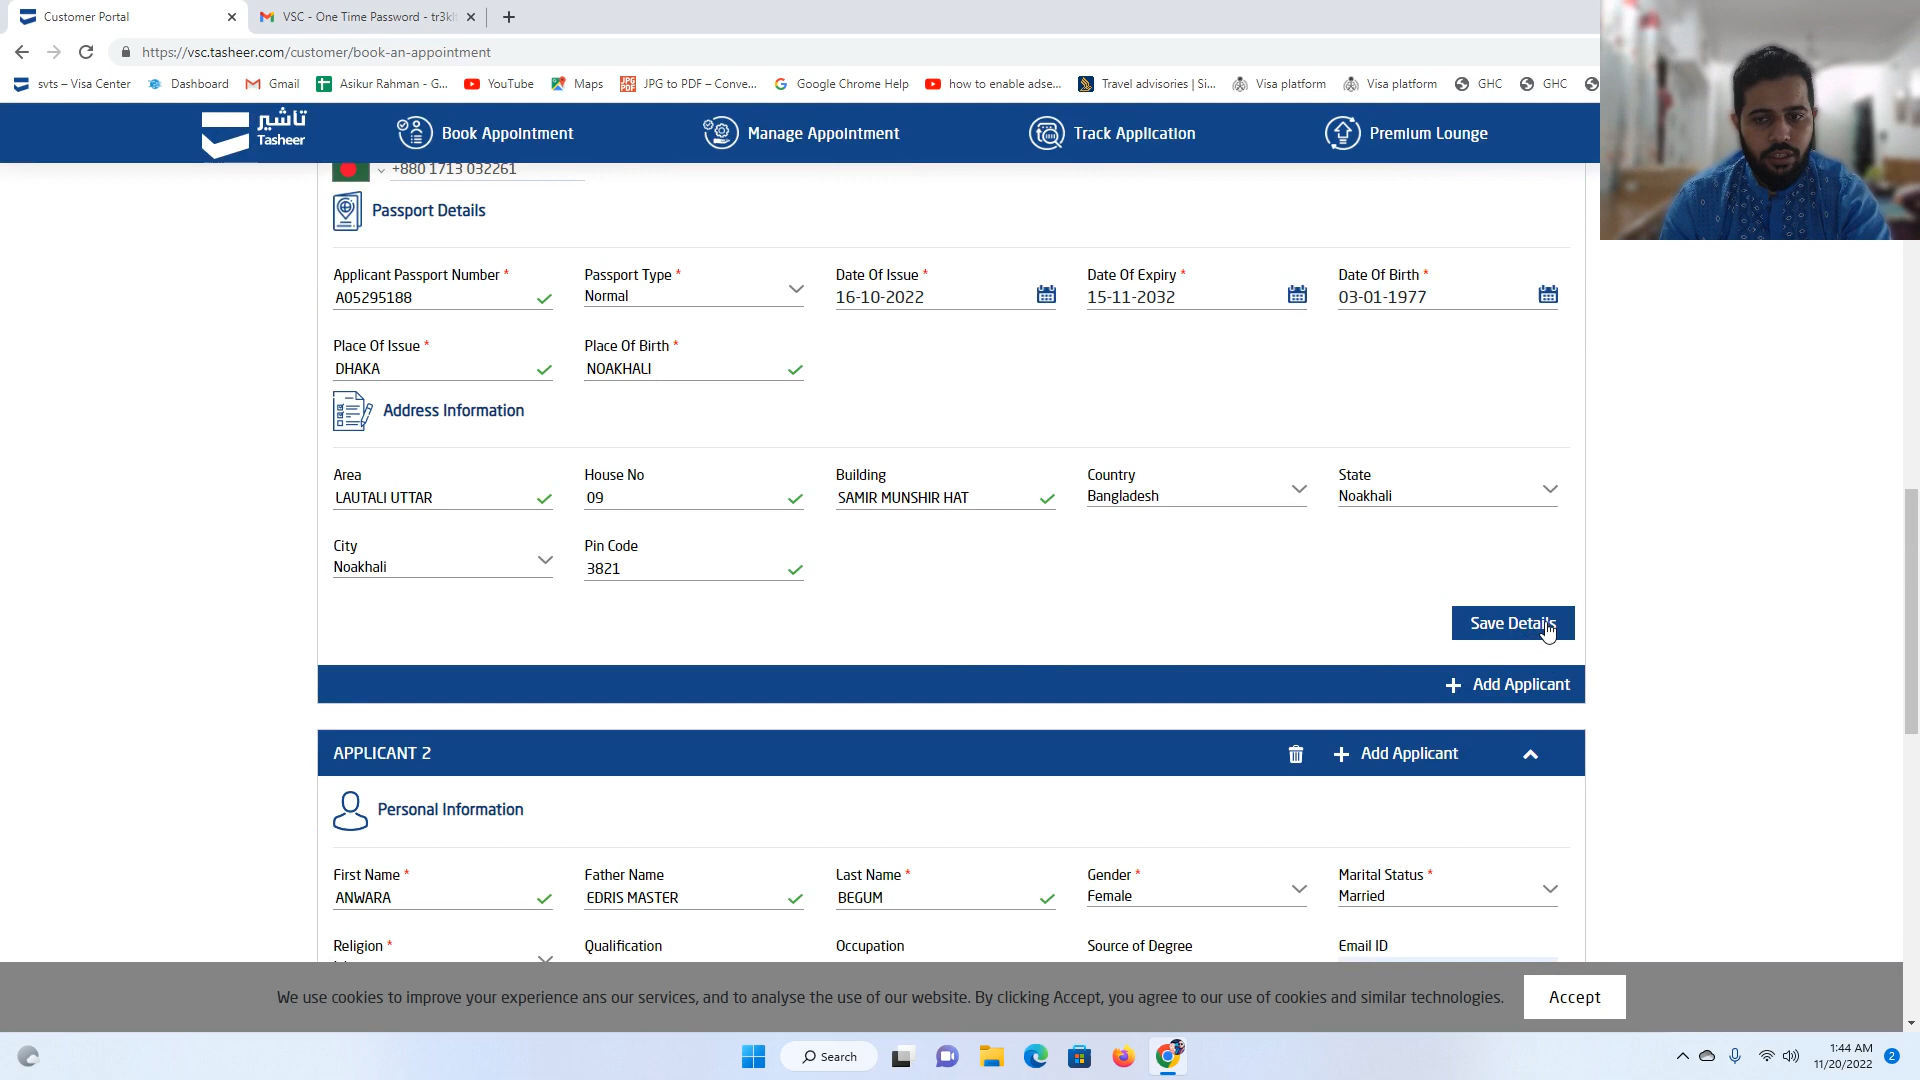 Customer Portal
VSC - One Time Password - tr3kl
https://vsc.tasheer.com/customer/book-an-appointment
svts – Visa Center
Dashboard
Gmail
Asikur Rahman - G...
YouTube
Maps
JPG to PDF – Conve...
Google Chrome Help
how to enable adse...
Travel advisories | Si...
Visa platform
Visa platform
GHC
GHC
تاشير
Tasheer
Book Appointment
Manage Appointment
Track Application
Premium Lounge
+880 1713 032261
Passport Details
Applicant Passport Number *
Passport Type *
Date Of Issue *
Date Of Expiry *
Date Of Birth *
A05295188
Normal
16-10-2022
15-11-2032
03-01-1977
Place Of Issue *
Place Of Birth *
DHAKA
NOAKHALI
Address Information
Area
House No
Building
Country
State
LAUTALI UTTAR
09
SAMIR MUNSHIR HAT
Bangladesh
Noakhali
City
Pin Code
Noakhali
3821
Save Details
+ Add Applicant
APPLICANT 2
+ Add Applicant
Personal Information
First Name *
Father Name
Last Name *
Gender *
Marital Status *
ANWARA
EDRIS MASTER
BEGUM
Female
Married
Religion *
Qualification
Occupation
Source of Degree
Email ID
We use cookies to improve your experience ans our services, and to analyse the use of our website. By clicking Accept, you agree to our use of cookies and similar technologies.
Accept
Search
1:44 AM
11/20/2022
2